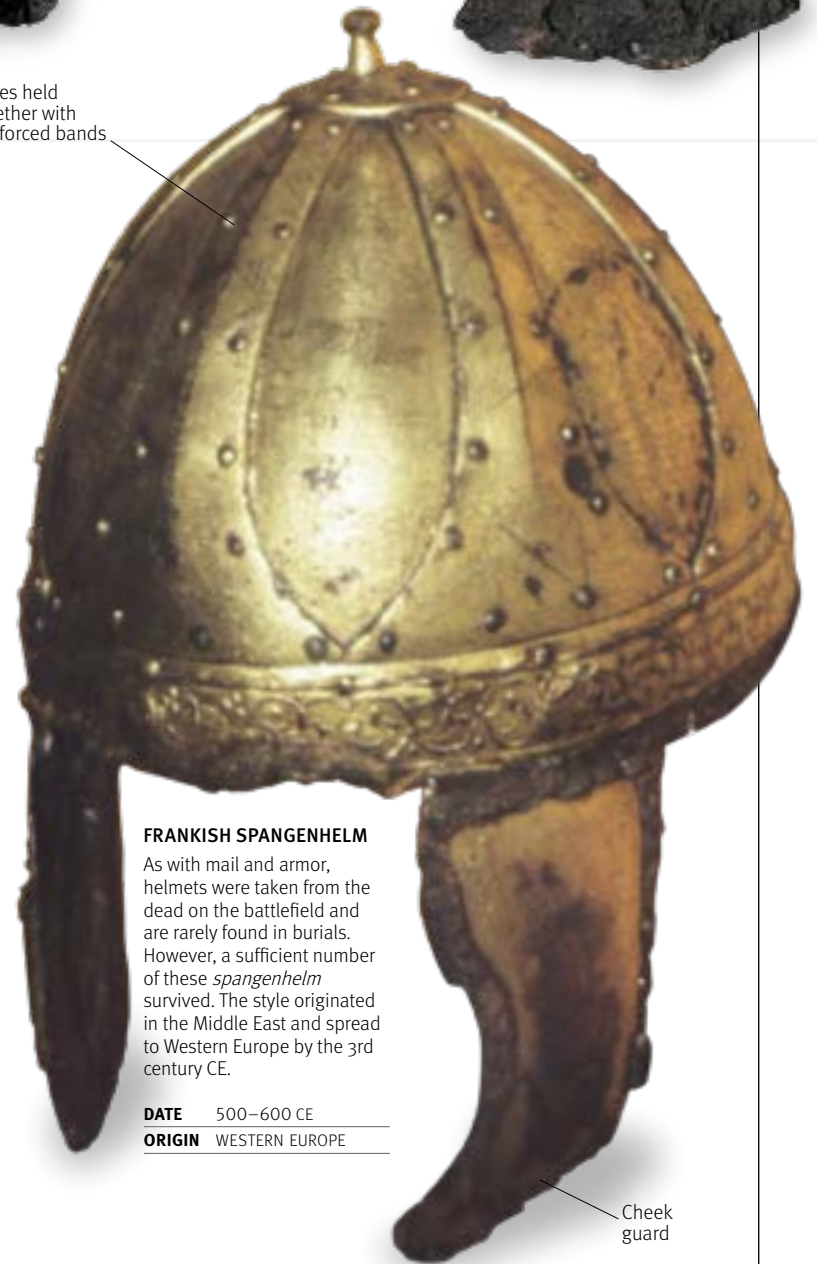 held
with
bands
FRANKISH SPANGENHELM
As with mail and armor,
helmets were taken from the
dead on the battlefield and
are rarely found in burials.
However, a sufficient number
of these spangenhelm
survived. The style originated
in the Middle East and spread
to Western Europe by the 3rd
century CE.
DATE 500–600 CE
ORIGIN WESTERN EUROPE
Cheek
guard